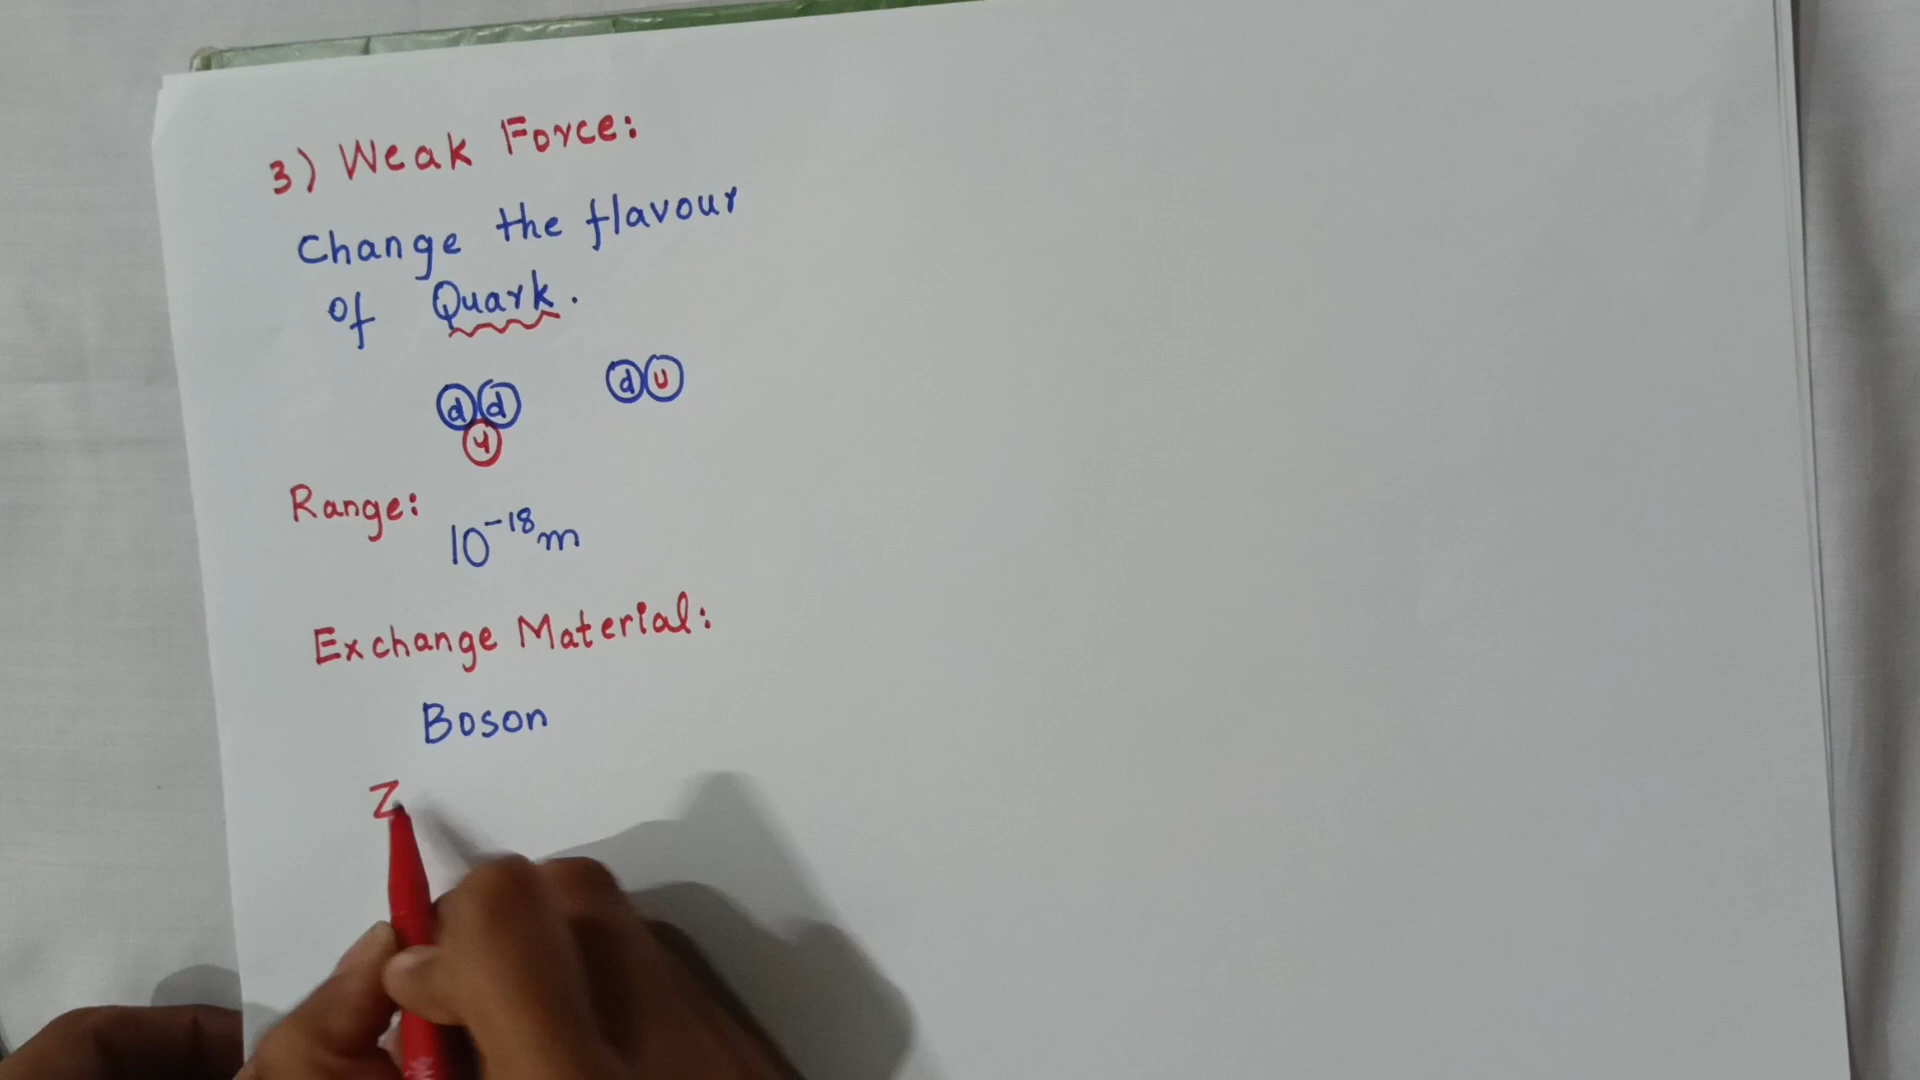 3) Weak Force:
Change the flavour
of Quark.
d d d u
u
Range:
10⁻¹⁸m
Exchange Material:
Boson
Z